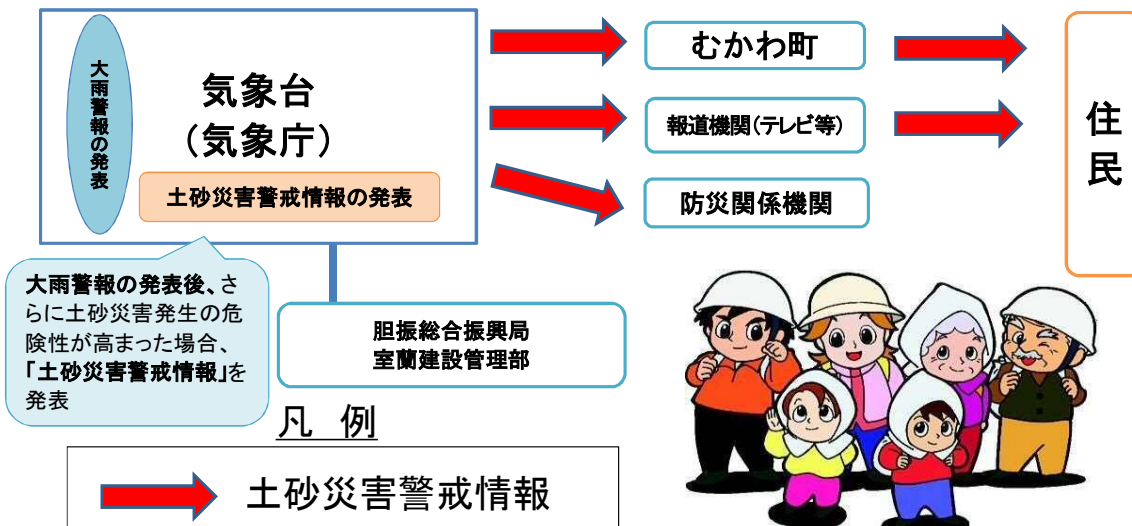 大雨警報の発表
気象台
（気象庁）
土砂災害警戒情報の発表
むかわ町
報道機関（テレビ等）
防災関係機関
住民
大雨警報の発表後、さ
らに土砂災害発生の危
険性が高まった場合、
「土砂災害警戒情報」を
発表
胆振総合振興局
室蘭建設管理部
凡 例
土砂災害警戒情報